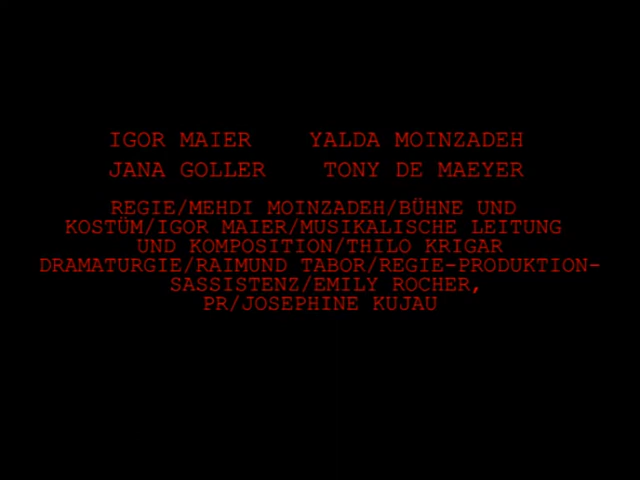 IGOR MAIER YALDA MOINZADEH
JANA GOLLER TONY DE MAEYER
REGIE/MEHDI MOINZADEH/BÜHNE UND
KOSTÜM/IGOR MAIER/MUSIKALISCHE LEITUNG
UND KOMPOSITION/THILO KRIGAR
DRAMATURGIE/RAIMUND TABOR/REGIE-PRODUKTION-
SASSISTENZ/EMILY ROCHER,
PR/JOSEPHINE KUJAU